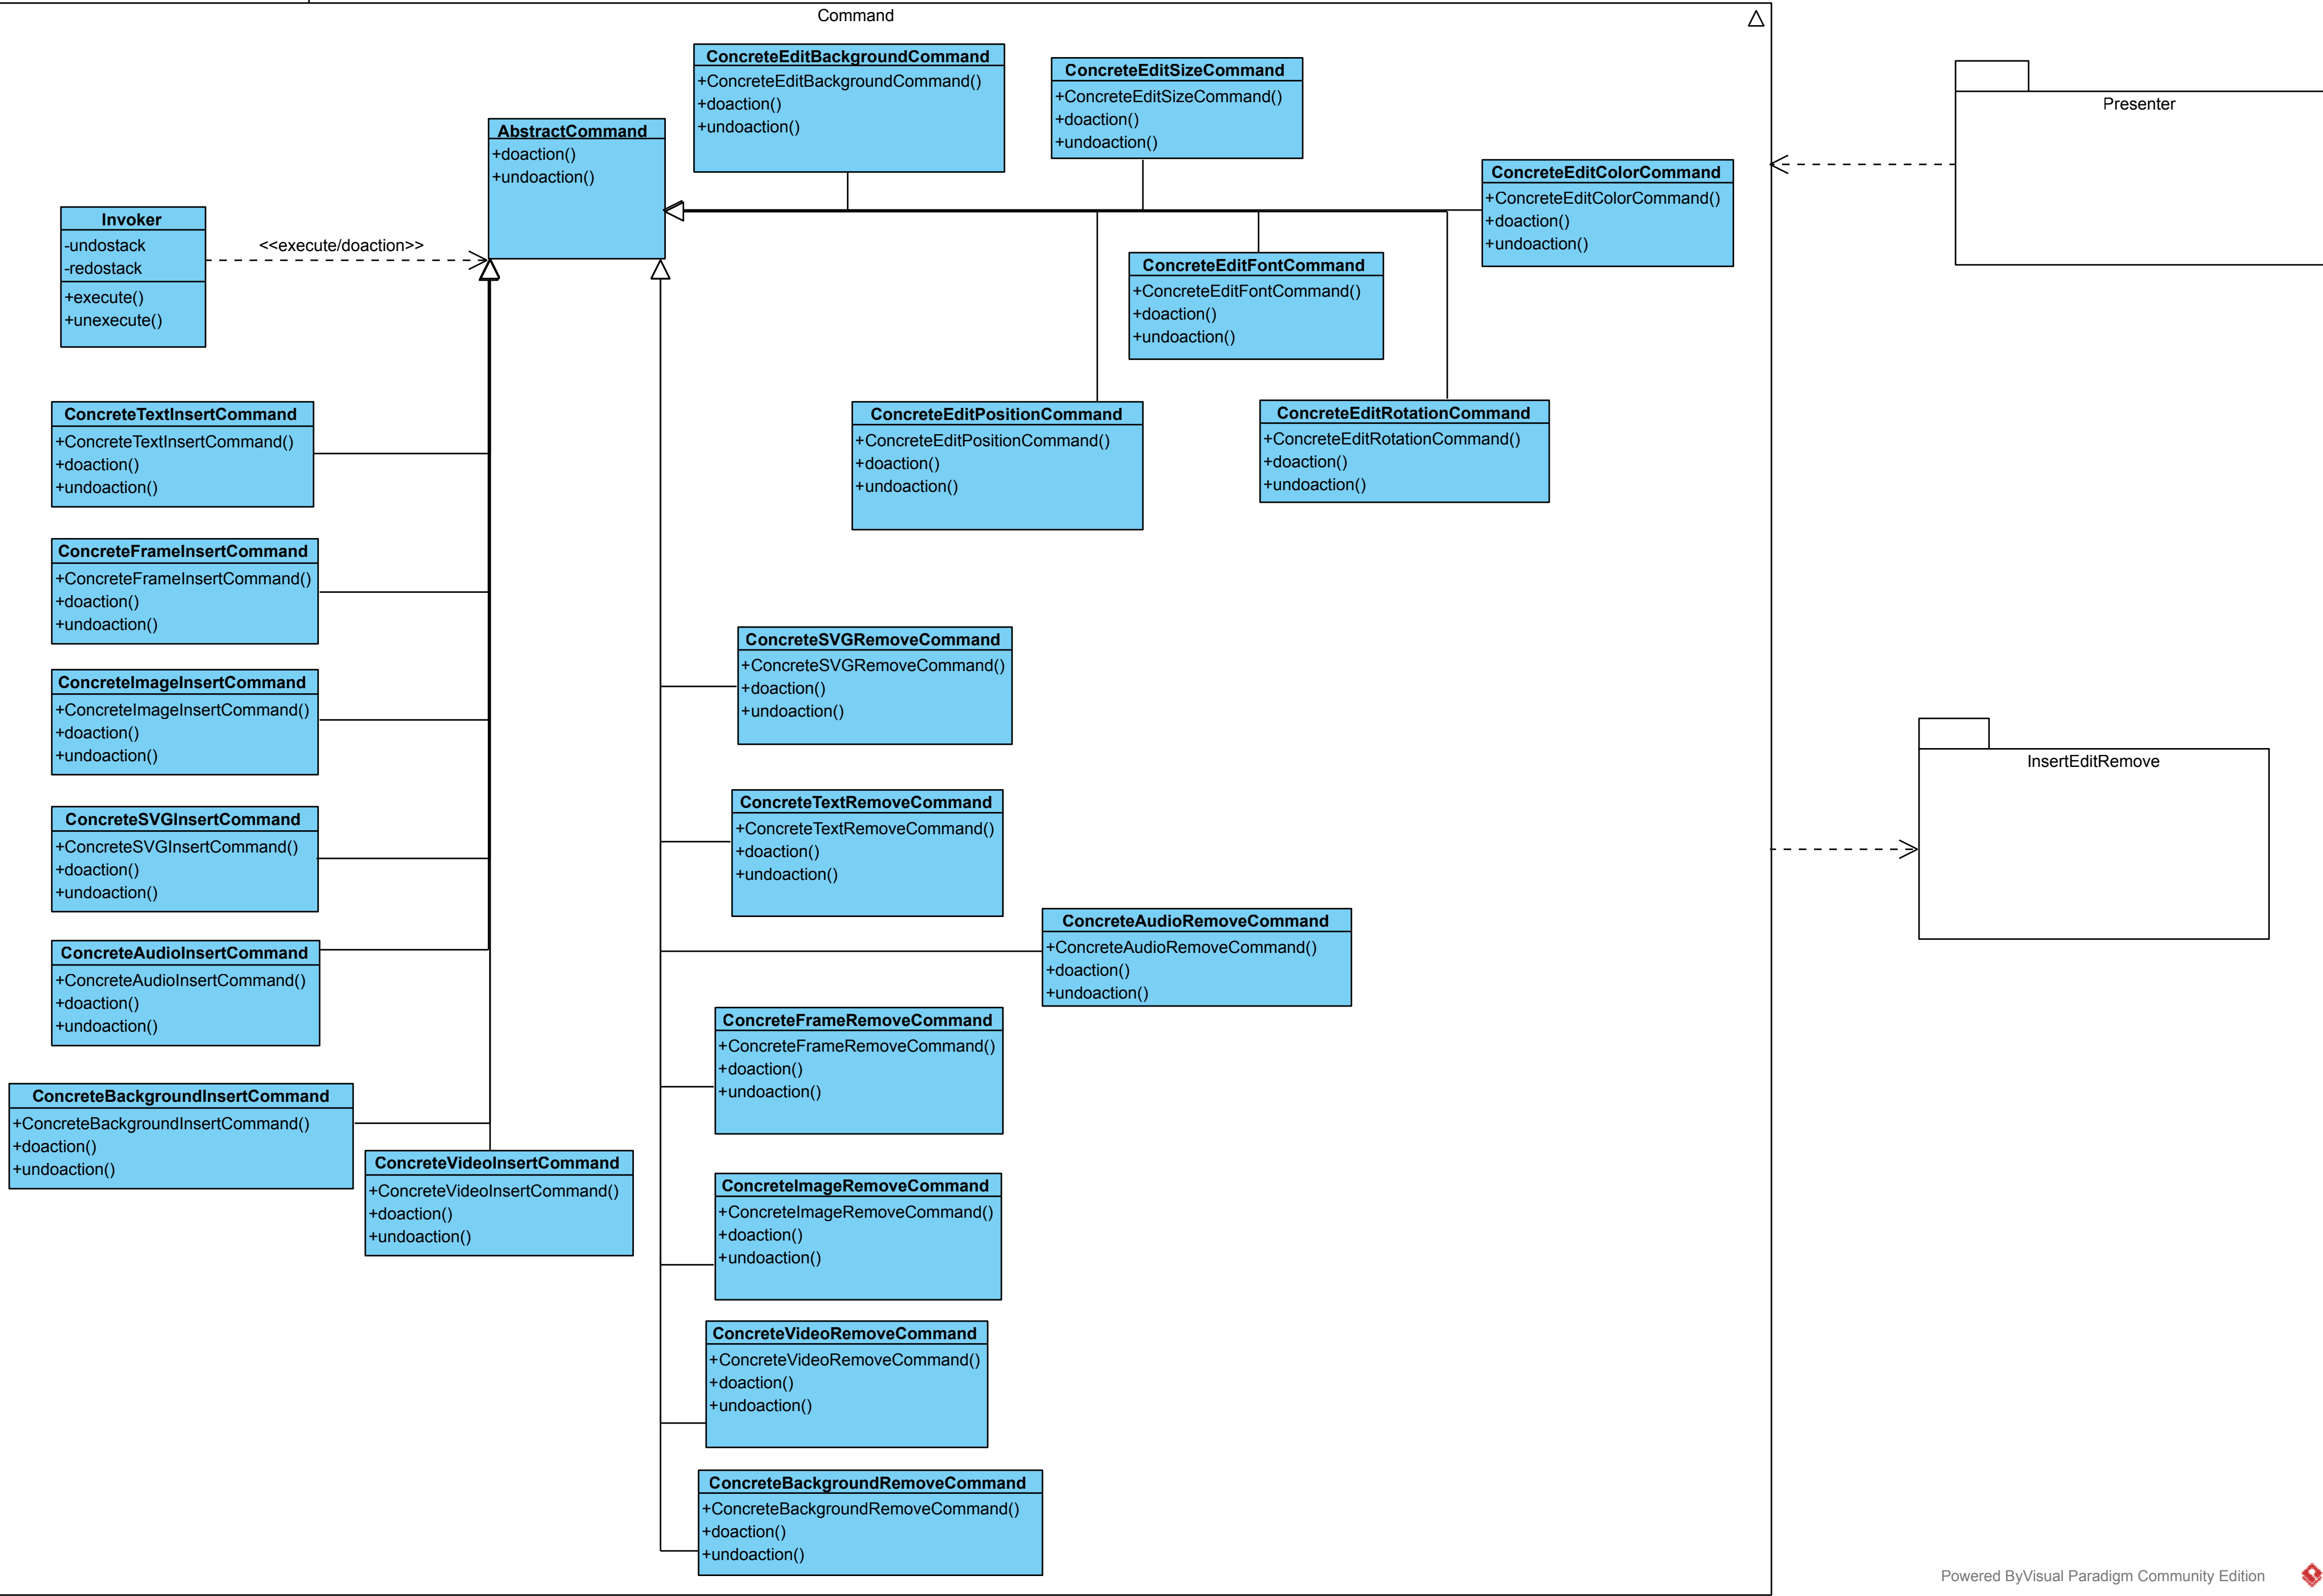 Command
ConcreteEditBackgroundCommand
+ConcreteEditBackgroundCommand()
+doaction()
+undoaction()
ConcreteEditSizeCommand
+ConcreteEditSizeCommand()
+doaction()
+undoaction()
Presenter
AbstractCommand
+doaction()
+undoaction()
ConcreteEditColorCommand
+ConcreteEditColorCommand()
+doaction()
+undoaction()
Invoker
-undostack
-redostack
+execute()
+unexecute()
<<execute/doaction>>
ConcreteEditFontCommand
+ConcreteEditFontCommand()
+doaction()
+undoaction()
ConcreteTextInsertCommand
+ConcreteTextInsertCommand()
+doaction()
+undoaction()
ConcreteEditPositionCommand
+ConcreteEditPositionCommand()
+doaction()
+undoaction()
ConcreteEditRotationCommand
+ConcreteEditRotationCommand()
+doaction()
+undoaction()
ConcreteFrameInsertCommand
+ConcreteFrameInsertCommand()
+doaction()
+undoaction()
ConcreteSVGRemoveCommand
+ConcreteSVGRemoveCommand()
+doaction()
+undoaction()
ConcreteImageInsertCommand
+ConcreteImageInsertCommand()
+doaction()
+undoaction()
InsertEditRemove
ConcreteTextRemoveCommand
+ConcreteTextRemoveCommand()
+doaction()
+undoaction()
ConcreteSVGInsertCommand
+ConcreteSVGInsertCommand()
+doaction()
+undoaction()
ConcreteAudioRemoveCommand
+ConcreteAudioRemoveCommand()
+doaction()
+undoaction()
ConcreteAudioInsertCommand
+ConcreteAudioInsertCommand()
+doaction()
+undoaction()
ConcreteFrameRemoveCommand
+ConcreteFrameRemoveCommand()
+doaction()
+undoaction()
ConcreteBackgroundInsertCommand
+ConcreteBackgroundInsertCommand()
+doaction()
+undoaction()
ConcreteVideoInsertCommand
+ConcreteVideoInsertCommand()
+doaction()
+undoaction()
ConcreteImageRemoveCommand
+ConcreteImageRemoveCommand()
+doaction()
+undoaction()
ConcreteVideoRemoveCommand
+ConcreteVideoRemoveCommand()
+doaction()
+undoaction()
ConcreteBackgroundRemoveCommand
+ConcreteBackgroundRemoveCommand()
+doaction()
+undoaction()
Powered ByVisual Paradigm Community Edition